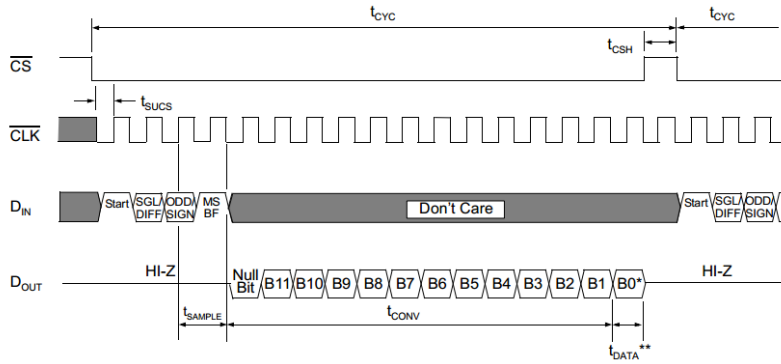 tCYC tCYC
tCSH
CS
tSUCS
CLK
DIN Start SGL/ DIFF ODD/ SIGN MS BF Don't Care Start SGL/ DIFF ODD/ SIGN
DOUT HI-Z Null Bit B11 B10 B9 B8 B7 B6 B5 B4 B3 B2 B1 B0* HI-Z
tSAMPLE tCONV
tDATA**